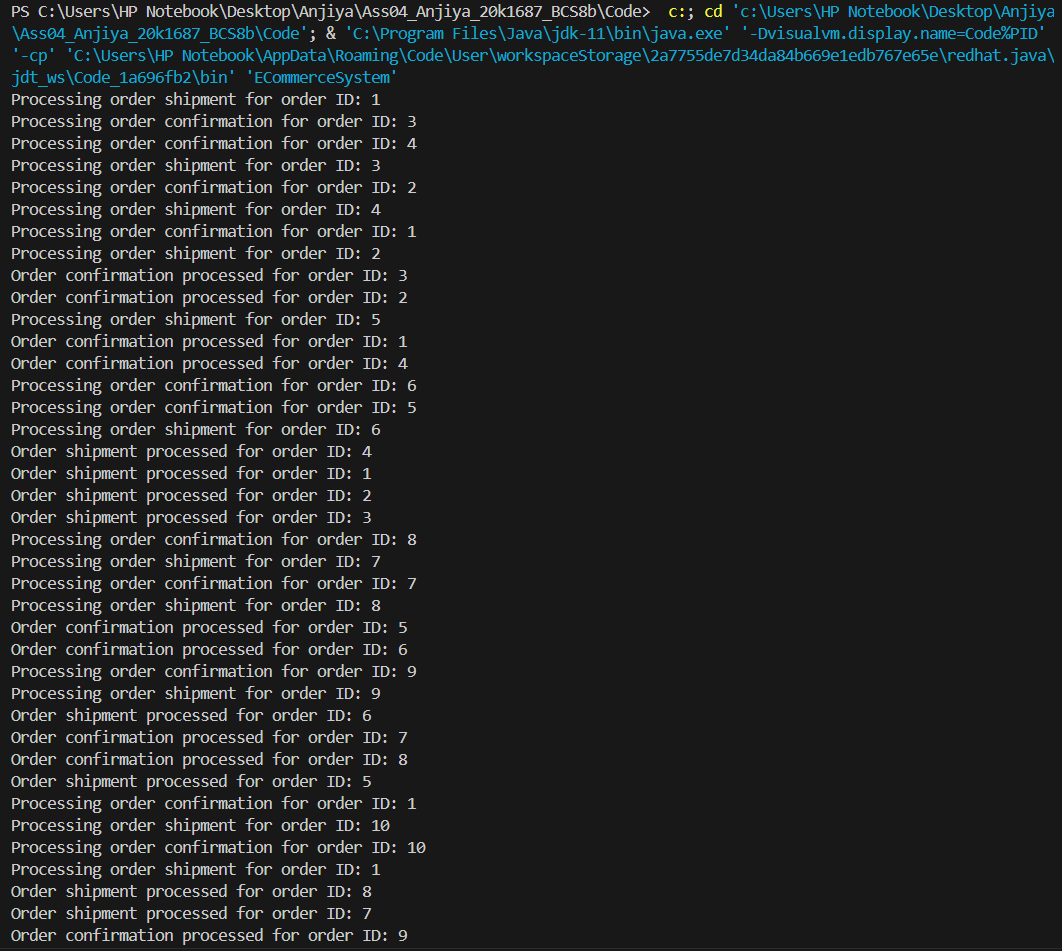 PS C:\Users\HP Notebook\Desktop\Anjiya\Ass04_Anjiya_20k1687_BCS8b\Code>  c:; cd 'c:\Users\HP Notebook\Desktop\Anjiya
\Ass04_Anjiya_20k1687_BCS8b\Code'; & 'C:\Program Files\Java\jdk-11\bin\java.exe' '-Dvisualvm.display.name=Code%PID'
'-cp' 'C:\Users\HP Notebook\AppData\Roaming\Code\User\workspaceStorage\2a7755de7d34da84b669e1edb767e65e\redhat.java\
jdt_ws\Code_1a696fb2\bin' 'ECommerceSystem'
Processing order shipment for order ID: 1
Processing order confirmation for order ID: 3
Processing order confirmation for order ID: 4
Processing order shipment for order ID: 3
Processing order confirmation for order ID: 2
Processing order shipment for order ID: 4
Processing order confirmation for order ID: 1
Processing order shipment for order ID: 2
Order confirmation processed for order ID: 3
Order confirmation processed for order ID: 2
Processing order shipment for order ID: 5
Order confirmation processed for order ID: 1
Order confirmation processed for order ID: 4
Processing order confirmation for order ID: 6
Processing order confirmation for order ID: 5
Processing order shipment for order ID: 6
Order shipment processed for order ID: 4
Order shipment processed for order ID: 1
Order shipment processed for order ID: 2
Order shipment processed for order ID: 3
Processing order confirmation for order ID: 8
Processing order shipment for order ID: 7
Processing order confirmation for order ID: 7
Processing order shipment for order ID: 8
Order confirmation processed for order ID: 5
Order confirmation processed for order ID: 6
Processing order confirmation for order ID: 9
Processing order shipment for order ID: 9
Order shipment processed for order ID: 6
Order confirmation processed for order ID: 7
Order confirmation processed for order ID: 8
Order shipment processed for order ID: 5
Processing order confirmation for order ID: 1
Processing order shipment for order ID: 10
Processing order confirmation for order ID: 10
Processing order shipment for order ID: 1
Order shipment processed for order ID: 8
Order shipment processed for order ID: 7
Order confirmation processed for order ID: 9